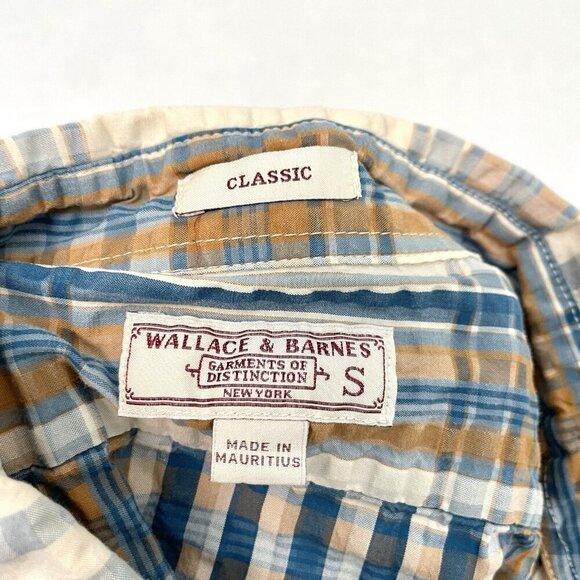 CLASSIC
WALLACE & BARNES
GARMENTS OF
DISTINCTION
NEW YORK
S
MADE IN
MAURITIUS